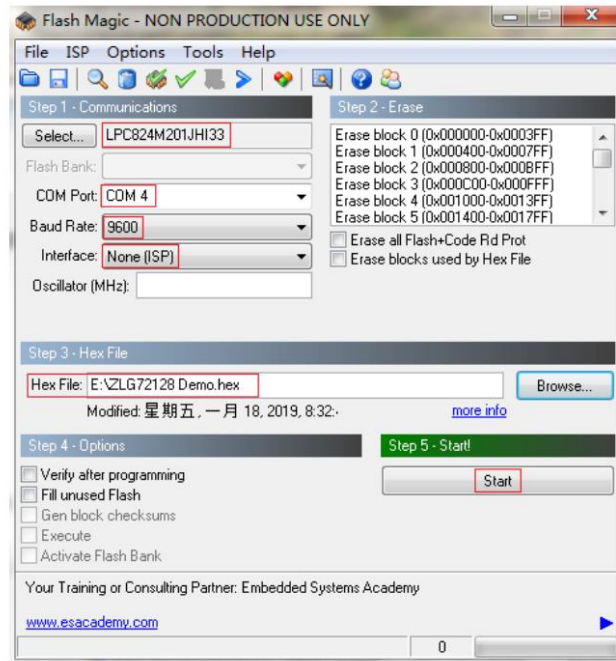 Flash Magic - NON PRODUCTION USE ONLY
File ISP Options Tools Help
Step 1 - Communications
Select... LPC824M201JHI33
Flash Bank:
COM Port: COM 4
Baud Rate: 9600
Interface: None (ISP)
Oscillator (MHz):
Step 2 - Erase
Erase block 0 (0x000000-0x0003FF)
Erase block 1 (0x000400-0x0007FF)
Erase block 2 (0x000800-0x000BFF)
Erase block 3 (0x000C00-0x000FFF)
Erase block 4 (0x001000-0x0013FF)
Erase block 5 (0x001400-0x0017FF)
Erase all Flash+Code Rd Prot
Erase blocks used by Hex File
Step 3 - Hex File
Hex File: E:\ZLG72128 Demo.hex Browse...
Modified: 星期五, 一月 18, 2019, 8:32: more info
Step 4 - Options
Verify after programming
Fill unused Flash
Gen block checksums
Execute
Activate Flash Bank
Step 5 - Start!
Start
Your Training or Consulting Partner: Embedded Systems Academy
www.esacademy.com
0